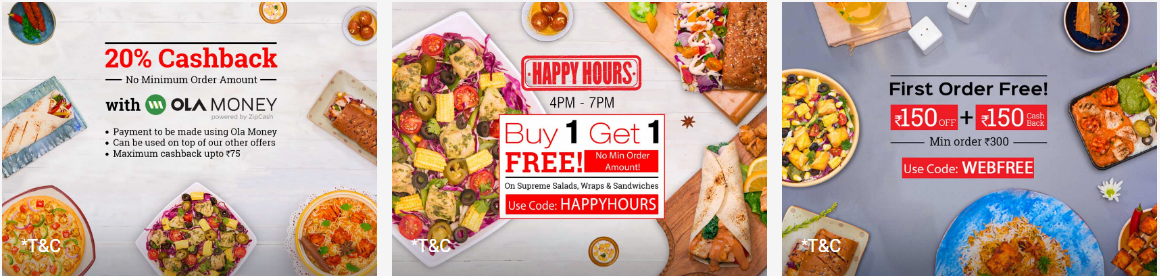 20% Cashback
No Minimum Order Amount
with OLA MONEY
powered by ZipCash
• Payment to be made using Ola Money
• Can be used on top of our other offers
• Maximum cashback upto ₹75
*T&C
HAPPY HOURS
4PM - 7PM
Buy 1 Get 1
FREE! No Min Order
Amount!
On Supreme Salads, Wraps & Sandwiches
Use Code: HAPPYHOURS
*T&C
First Order Free!
₹150 OFF + ₹150 Cash
Back
Min order ₹300
Use Code: WEBFREE
*T&C